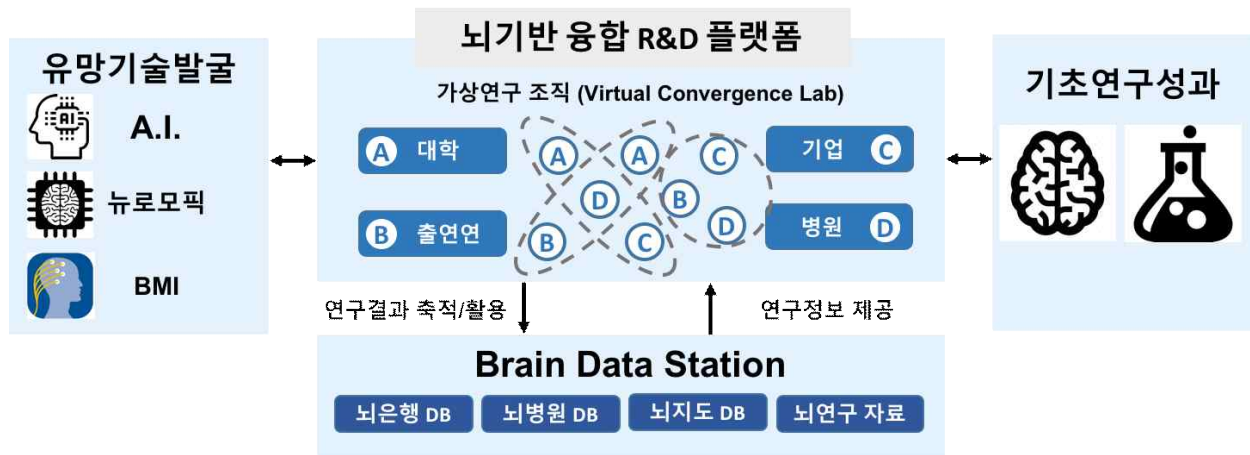 뇌기반 융합 R&D 플랫폼
유망기술발굴
AI
A.I.
뉴로모픽
BMI
가상연구 조직 (Virtual Convergence Lab)
A 대학
B 출연연
A A C
D B
B C D
기업 C
병원 D
기초연구성과
연구결과 축적/활용
연구정보 제공
Brain Data Station
뇌은행 DB
뇌병원 DB
뇌지도 DB
뇌연구 자료